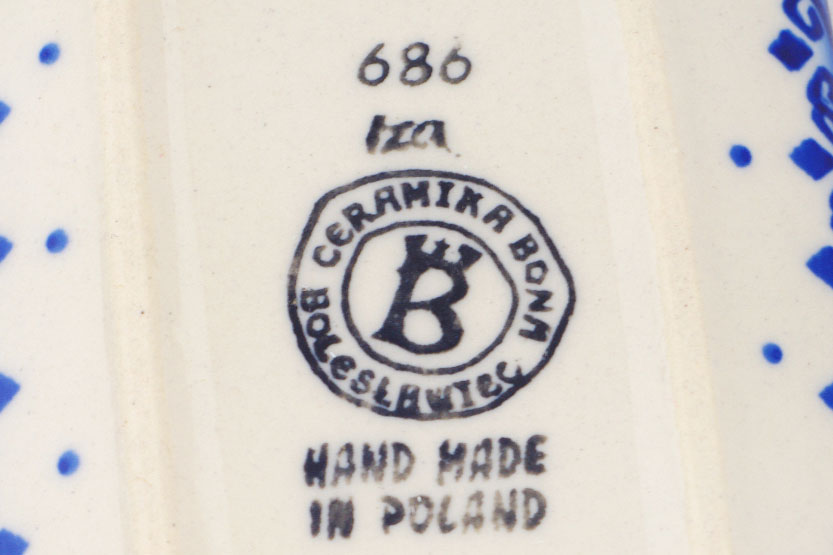 686
Iza
CERAMIKA BONA
B
BOLESŁAWIEC
HAND MADE
IN POLAND